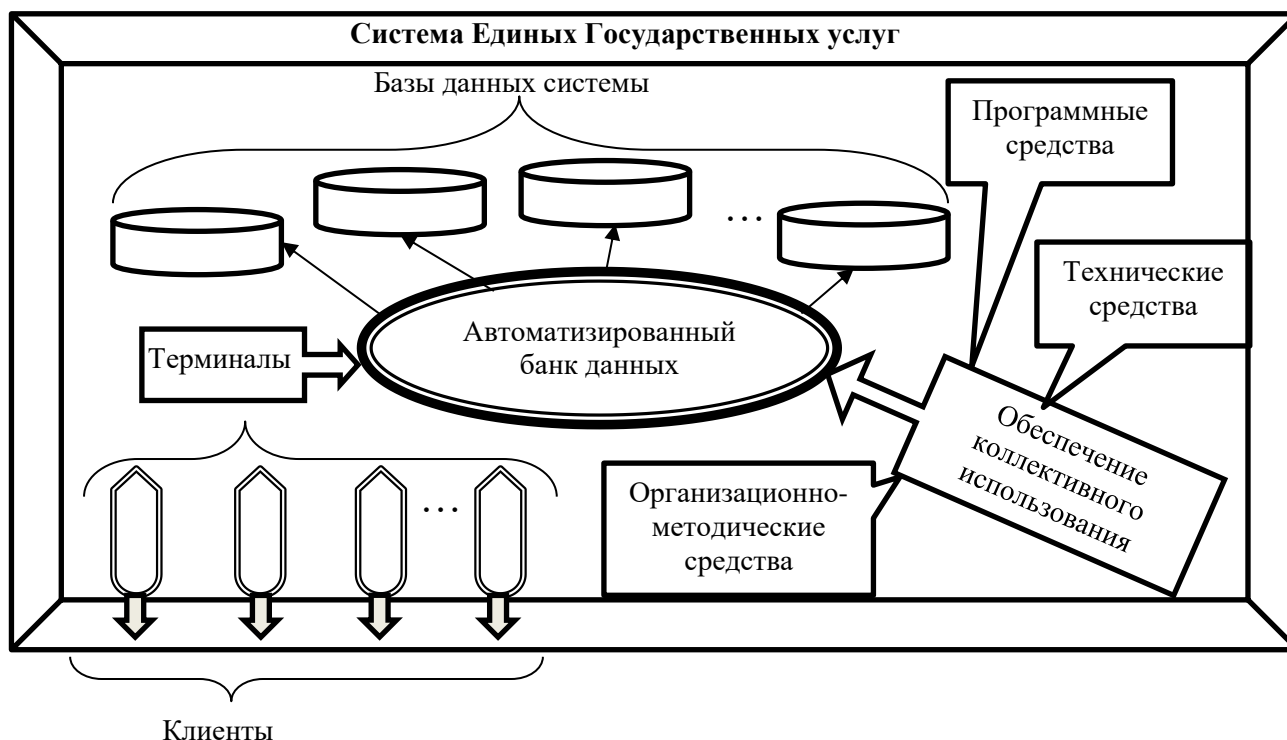 Система Единых Государственных услуг
Базы данных системы
Программные
средства
...
Технические
средства
Автоматизированный
банк данных
Терминалы
Обеспечение
коллективного
использования
Организационно-
методические
средства
...
Клиенты